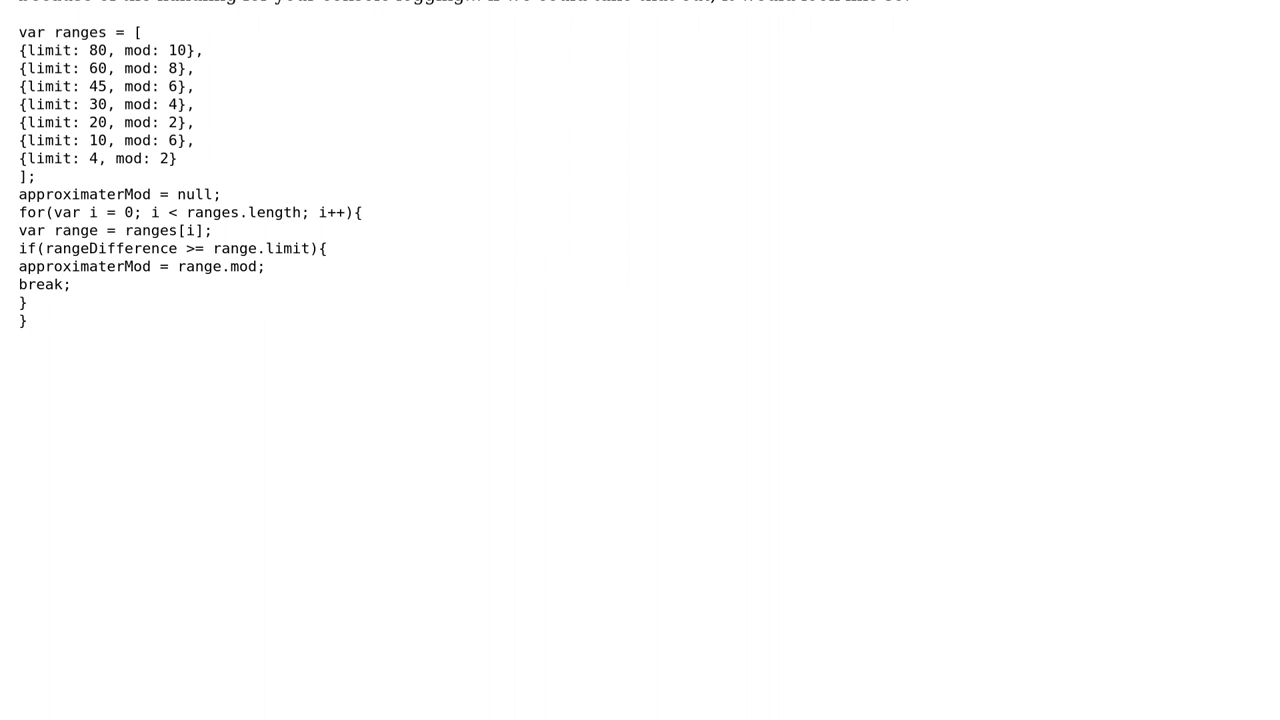 var ranges = [
{limit: 80, mod: 10},
{limit: 60, mod: 8},
{limit: 45, mod: 6},
{limit: 30, mod: 4},
{limit: 20, mod: 2},
{limit: 10, mod: 6},
{limit: 4, mod: 2}
];
approximaterMod = null;
for(var i = 0; i < ranges.length; i++){
var range = ranges[i];
if(rangeDifference >= range.limit){
approximaterMod = range.mod;
break;
}
}